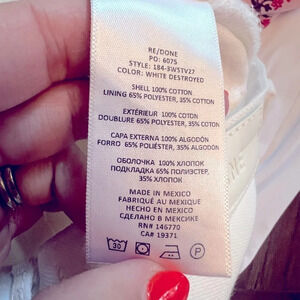 RE/DONE
PO: 6075
STYLE: 184-3WSTV27
COLOR: WHITE DESTROYED
SHELL 100% COTTON
LINING 65% POLYESTER, 35% COTTON
EXTÉRIEUR 100% COTON
DOUBLURE 65% POLYESTER, 35% COTON
CAPA EXTERNA 100% ALGODÓN
FORRO 65% POLIÉSTER, 35% ALGODÓN
ОБОЛОЧКА 100% ХЛОПОК
ПОДКЛАДКА 65% ПОЛИЭСТЕР,
35% ХЛОПОК
MADE IN MEXICO
FABRIQUÉ AU MEXIQUE
HECHO EN MEXICO
СДЕЛАНО В МЕКСИКЕ
RN# 146770
CA# 19371
30
P